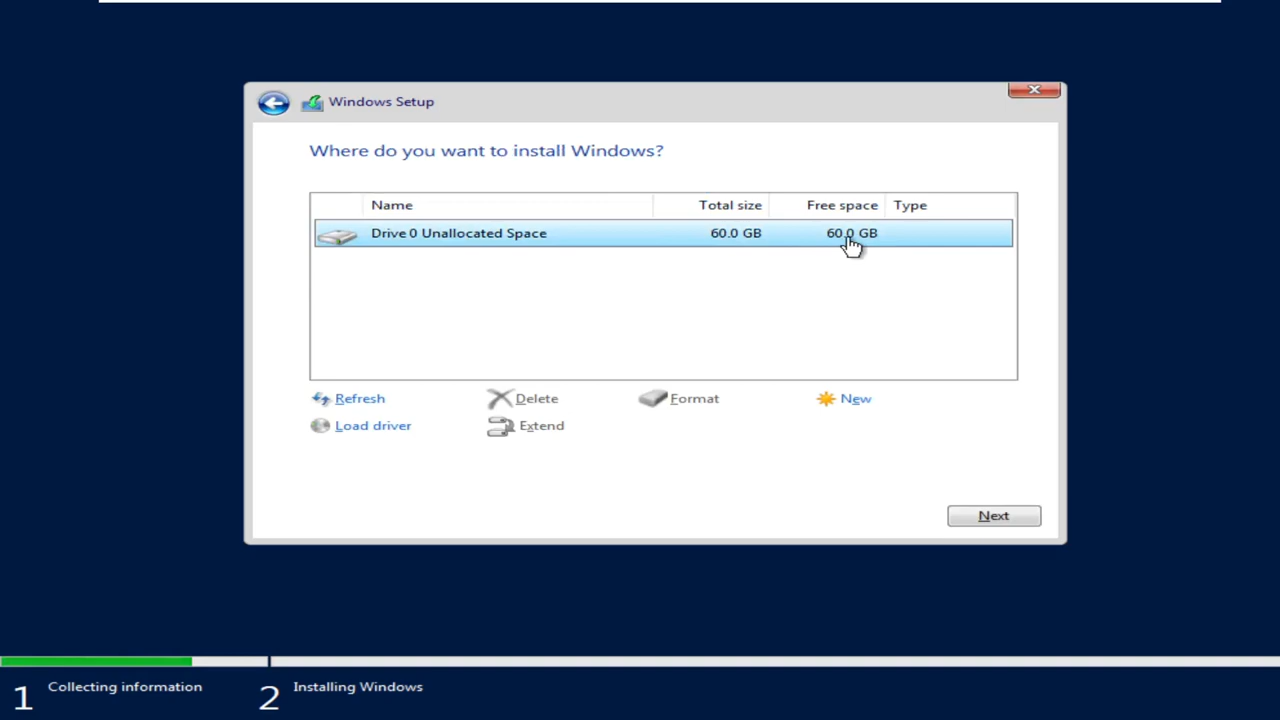 Windows Setup
Where do you want to install Windows?
Name Total size Free space Type
Drive 0 Unallocated Space 60.0 GB 60.0 GB
Refresh Delete Format New
Load driver Extend
Next
1 Collecting information 2 Installing Windows